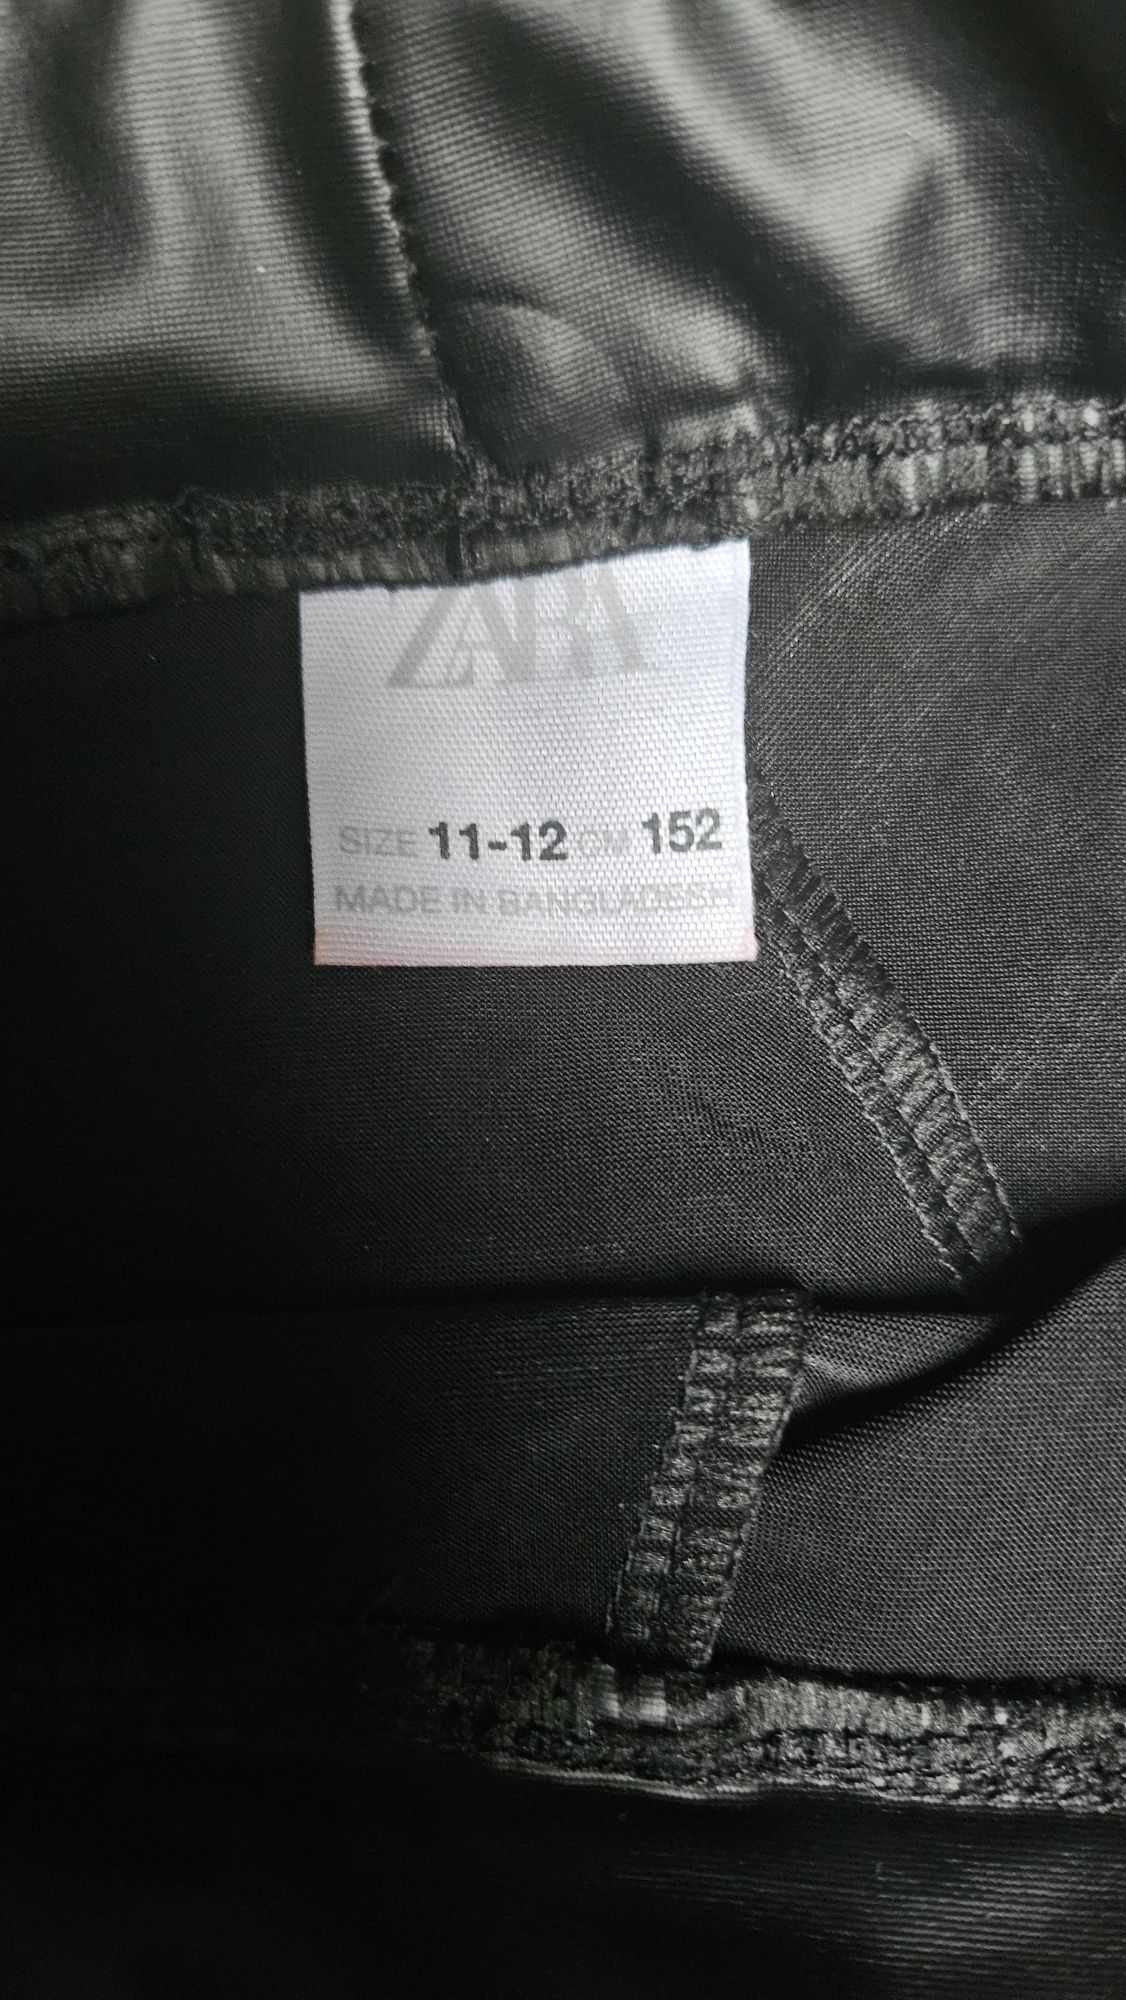 ZARA
SIZE 11-12 CM 152
MADE IN BANGLADESH